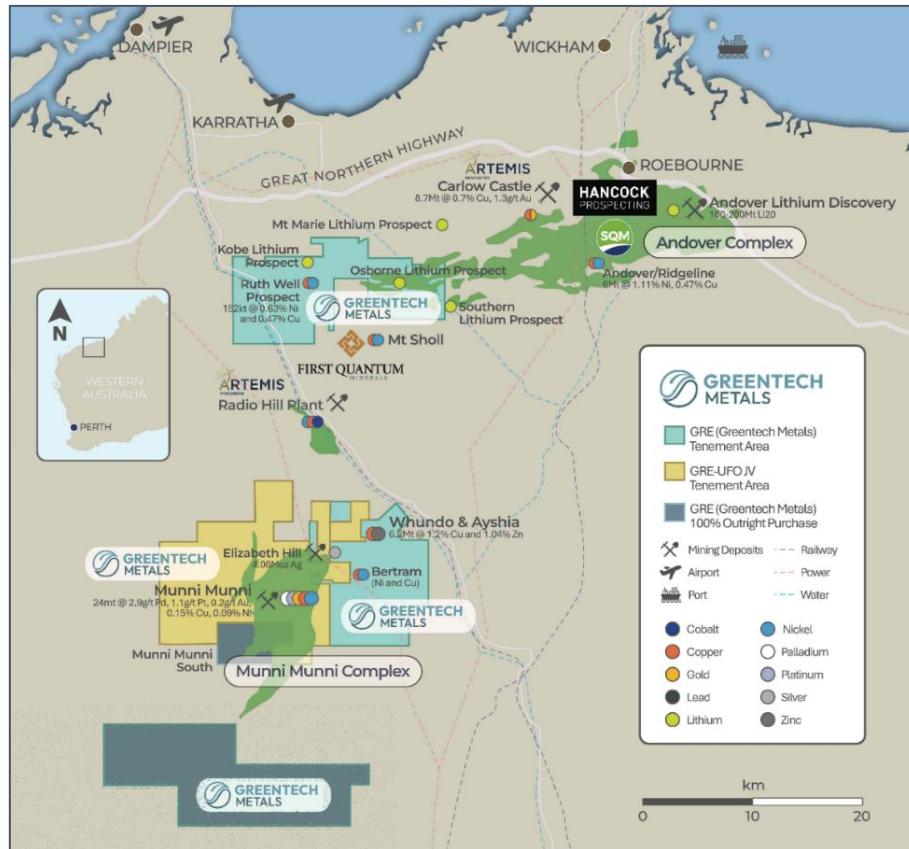 DAMPIER
WICKHAM
KARRATHA
GREAT NORTHERN HIGHWAY
ROEBOURNE
ARTEMIS
Carlow Castle
8.7Mt @ 0.7% Cu, 1.3g/t Au
HANCOCK
PROSPECTING
Andover Lithium Discovery
100-200Mt Li20
SQM
Andover Complex
Mt Marie Lithium Prospect
Kobe Lithium
Prospect
Osborne Lithium Prospect
Andover/Ridgeline
6Mt @ 1.11% Ni, 0.47% Cu
Ruth Well
Prospect
152kt @ 0.63% Ni
and 0.47% Cu
GREENTECH
METALS
Southern
Lithium Prospect
Mt Sholl
FIRST QUANTUM
MINERALS
N
WESTERN
AUSTRALIA
PERTH
ARTEMIS
Radio Hill Plant
Whundo & Ayshia
6.2Mt @ 1.2% Cu and 1.04% Zn
Elizabeth Hill
4.06Moz Ag
GREENTECH
METALS
Bertram
(Ni and Cu)
Munni Munni
24mt @ 2.9g/t Pd, 1.1g/t Pt, 0.2g/t Au,
0.15% Cu, 0.09% Ni
GREENTECH
METALS
Munni Munni
South
Munni Munni Complex
GREENTECH
METALS
GREENTECH
METALS
GRE (Greentech Metals)
Tenement Area
GRE-UFO JV
Tenement Area
GRE (Greentech Metals)
100% Outright Purchase
Mining Deposits
Railway
Airport
Power
Port
Water
Cobalt
Nickel
Copper
Palladium
Gold
Platinum
Lead
Silver
Lithium
Zinc
km
0 10 20